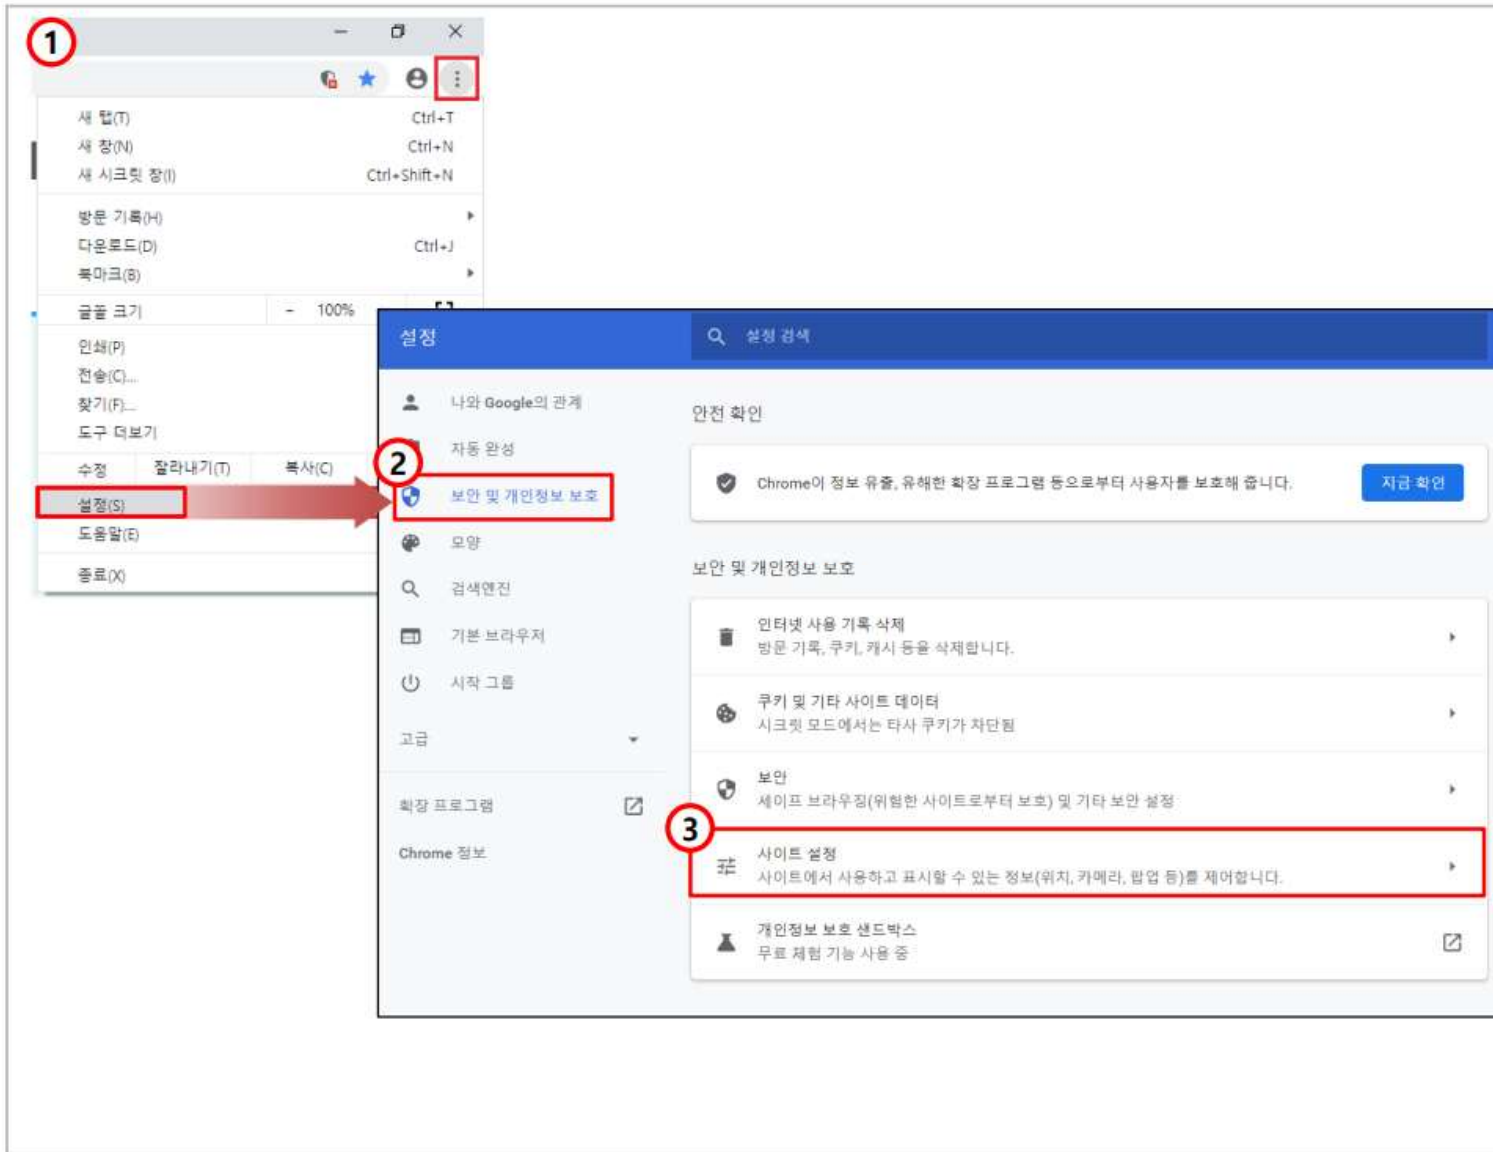 1
새 탭(T) Ctrl+T
새 창(N) Ctrl+N
새 시크릿 창(I) Ctrl+Shift+N
방문 기록(H)
다운로드(D) Ctrl+J
북마크(B)
글꼴 크기 - 100%
인쇄(P)
전송(C)...
찾기(F)...
도구 더보기
수정 잘라내기(T) 복사(C)
설정(S)
도움말(E)
종료(X)
설정
설정 검색
나와 Google의 관계
자동 완성
2
보안 및 개인정보 보호
모양
검색엔진
기본 브라우저
시작 그룹
고급
확장 프로그램
Chrome 정보
안전 확인
Chrome이 정보 유출, 유해한 확장 프로그램 등으로부터 사용자를 보호해 줍니다. 지금 확인
보안 및 개인정보 보호
인터넷 사용 기록 삭제
방문 기록, 쿠키, 캐시 등을 삭제합니다.
쿠키 및 기타 사이트 데이터
시크릿 모드에서는 타사 쿠키가 차단됨
보안
세이프 브라우징(위험한 사이트로부터 보호) 및 기타 보안 설정
3
사이트 설정
사이트에서 사용하고 표시할 수 있는 정보(위치, 카메라, 팝업 등)를 제어합니다.
개인정보 보호 샌드박스
무료 체험 기능 사용 중